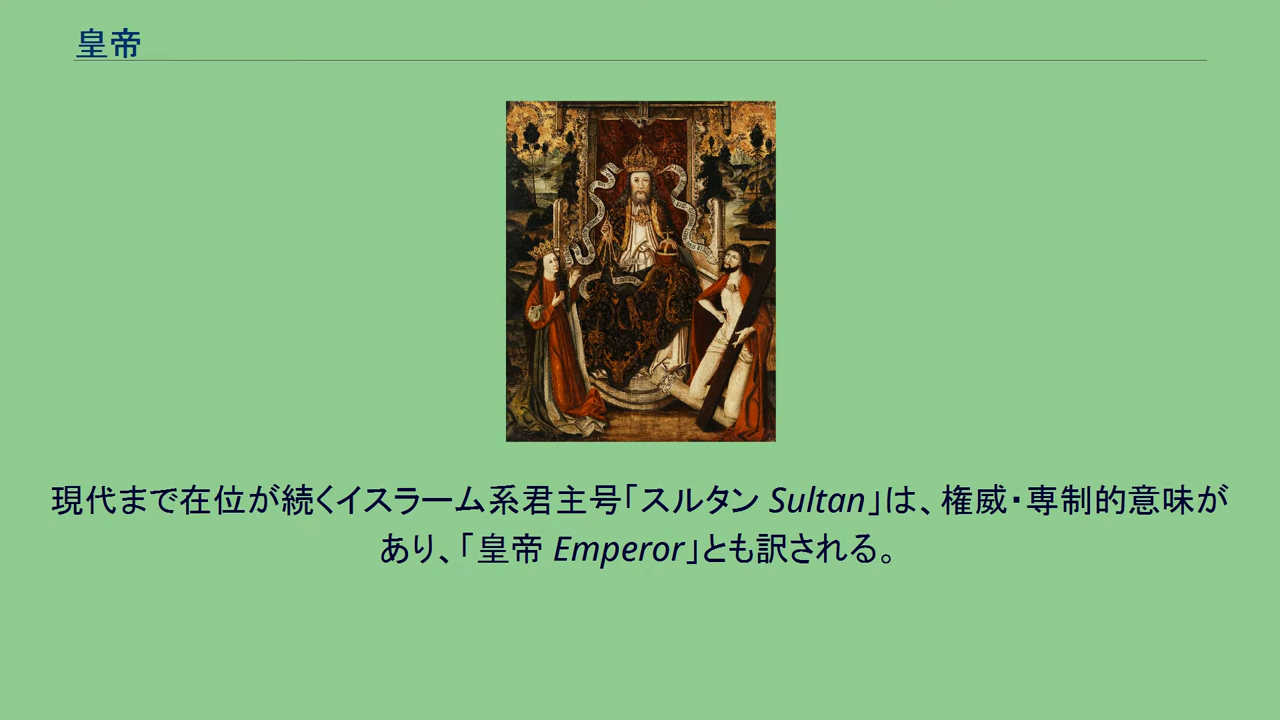 皇帝
現代まで在位が続くイスラーム系君主号「スルタン Sultan」は、権威・専制的意味が
あり、「皇帝 Emperor」とも訳される。